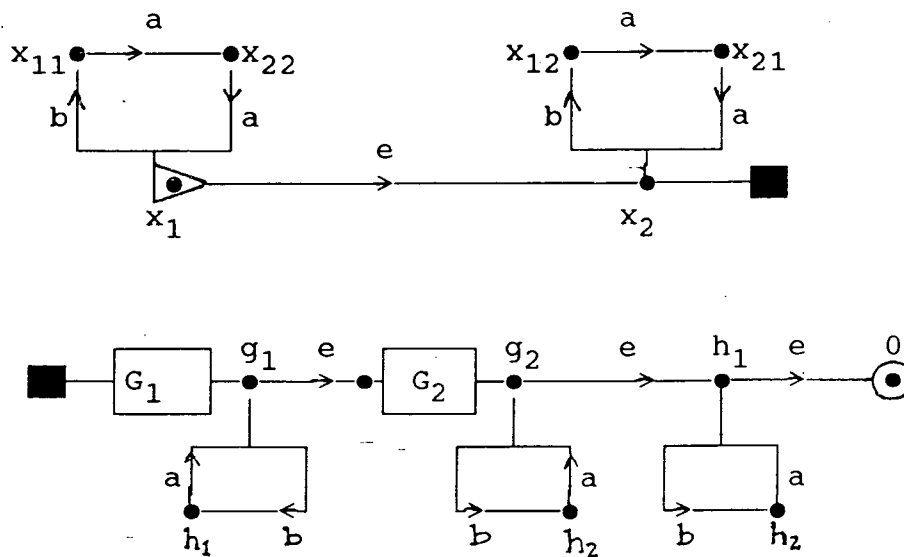 a a
x11 x22 x12 x21
b a b a
e
x1 x2
g1 e g2 e h1 e 0
G1 G2
a a a
b b b
h1 h2 h2